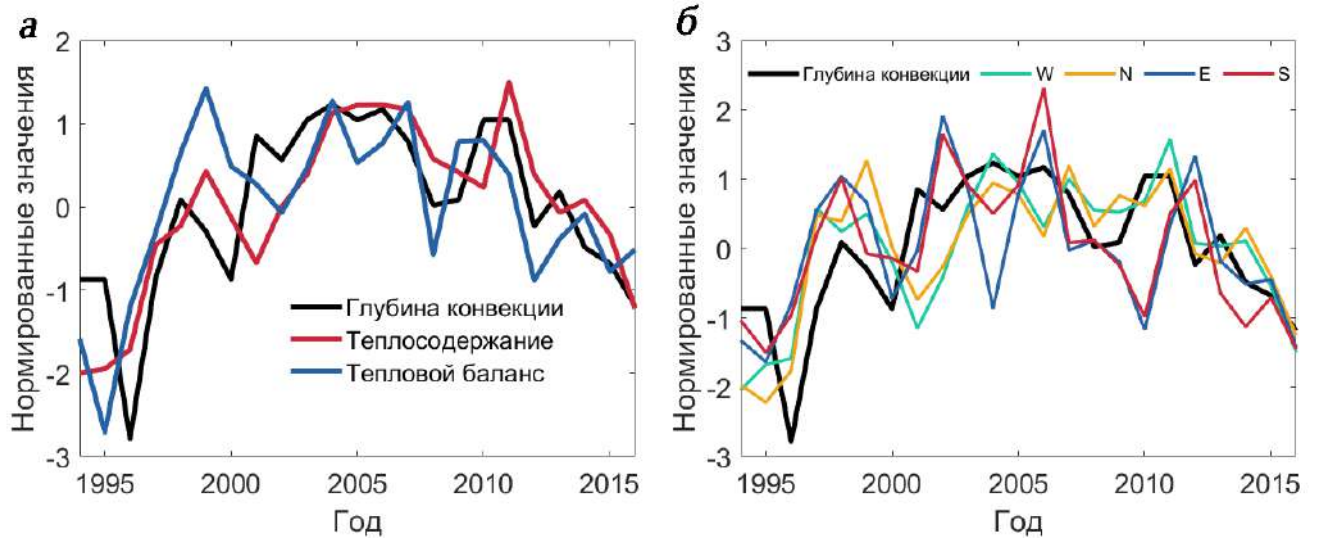 а
2
1
0
-1
-2
-3
Нормированные значения
Глубина конвекции
Теплосодержание
Тепловой баланс
1995 2000 2005 2010 2015
Год
б
3
2
1
0
-1
-2
-3
Нормированные значения
Глубина конвекции W N E S
1995 2000 2005 2010 2015
Год